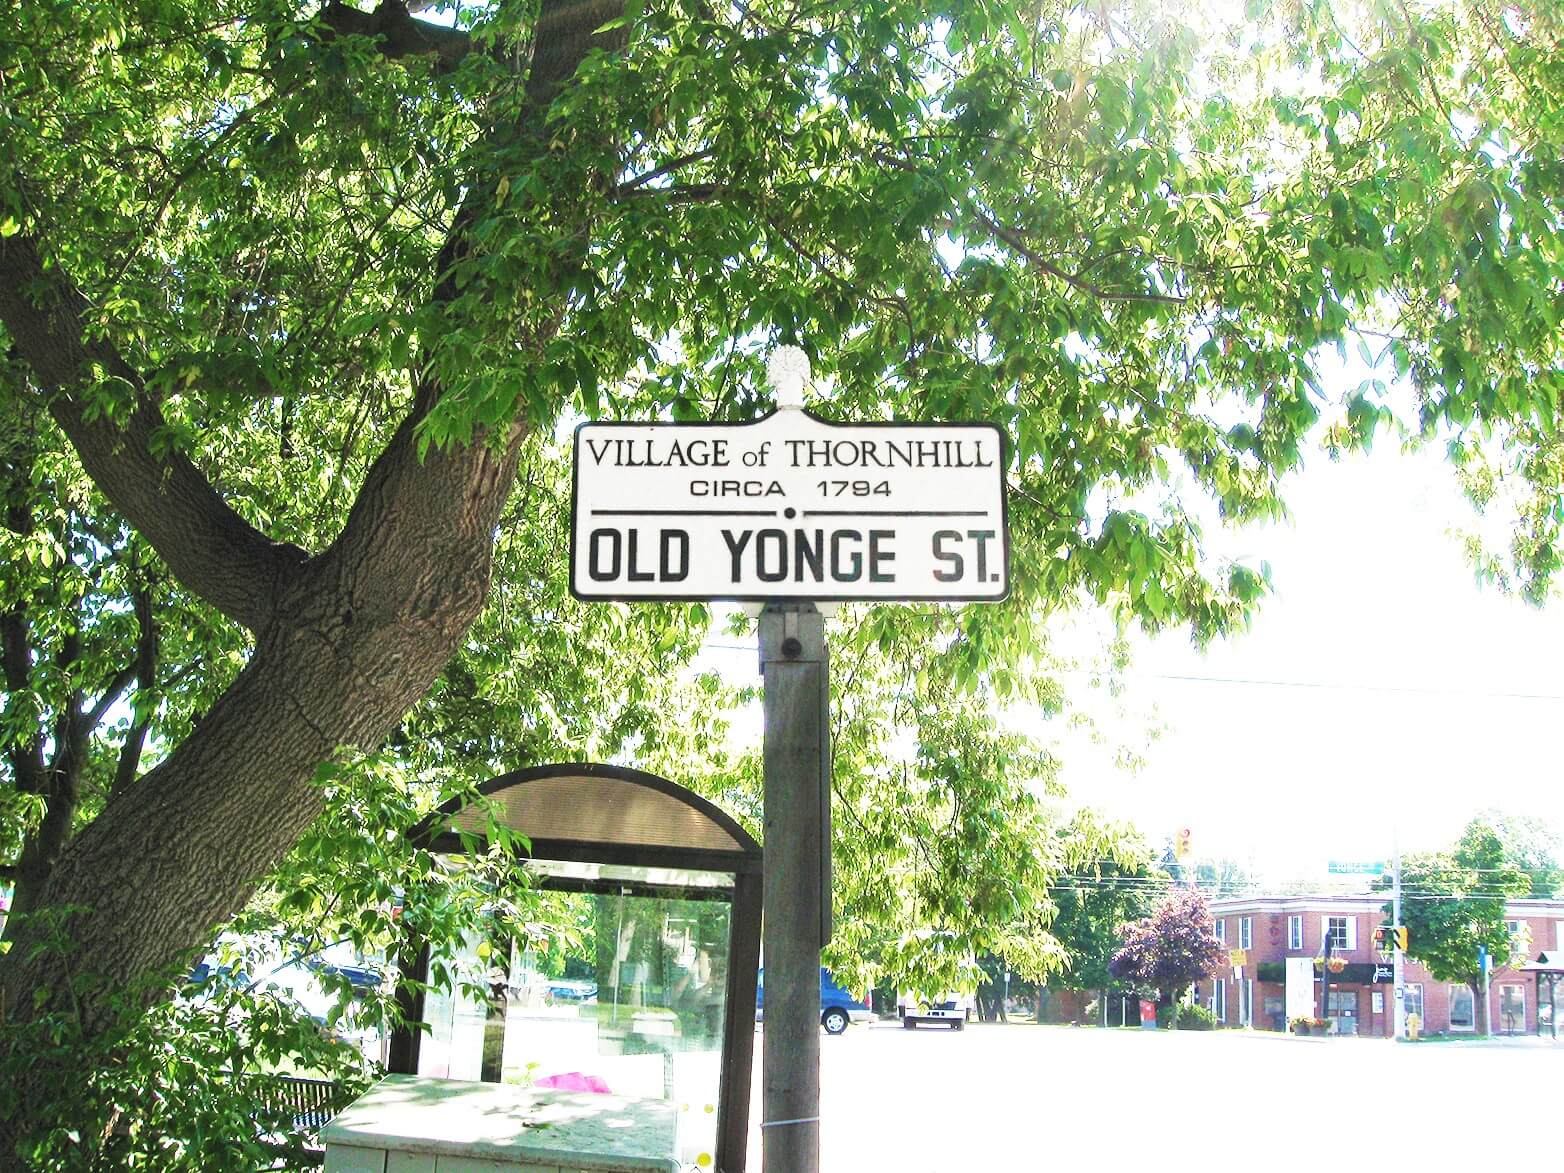 VILLAGE of THORNHILL
CIRCA 1794
OLD YONGE ST.